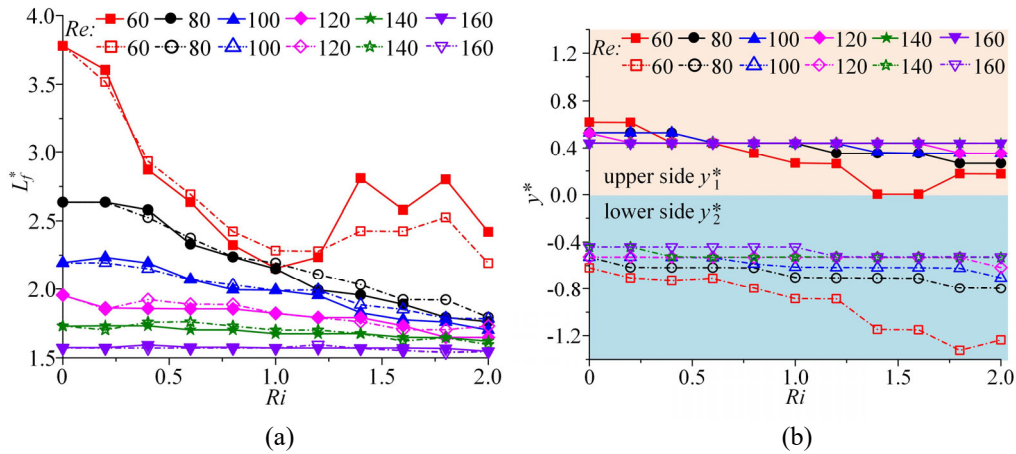 Re: 60 80 100 120 140 160
60 80 100 120 140 160
4.0
3.5
3.0
2.5
2.0
1.5
L*f
0 0.5 1.0 1.5 2.0
Ri
(a)
Re: 60 80 100 120 140 160
60 80 100 120 140 160
1.2
0.8
0.4
0.0
-0.4
-0.8
-1.2
y*
upper side y*1
lower side y*2
0 0.5 1.0 1.5 2.0
Ri
(b)